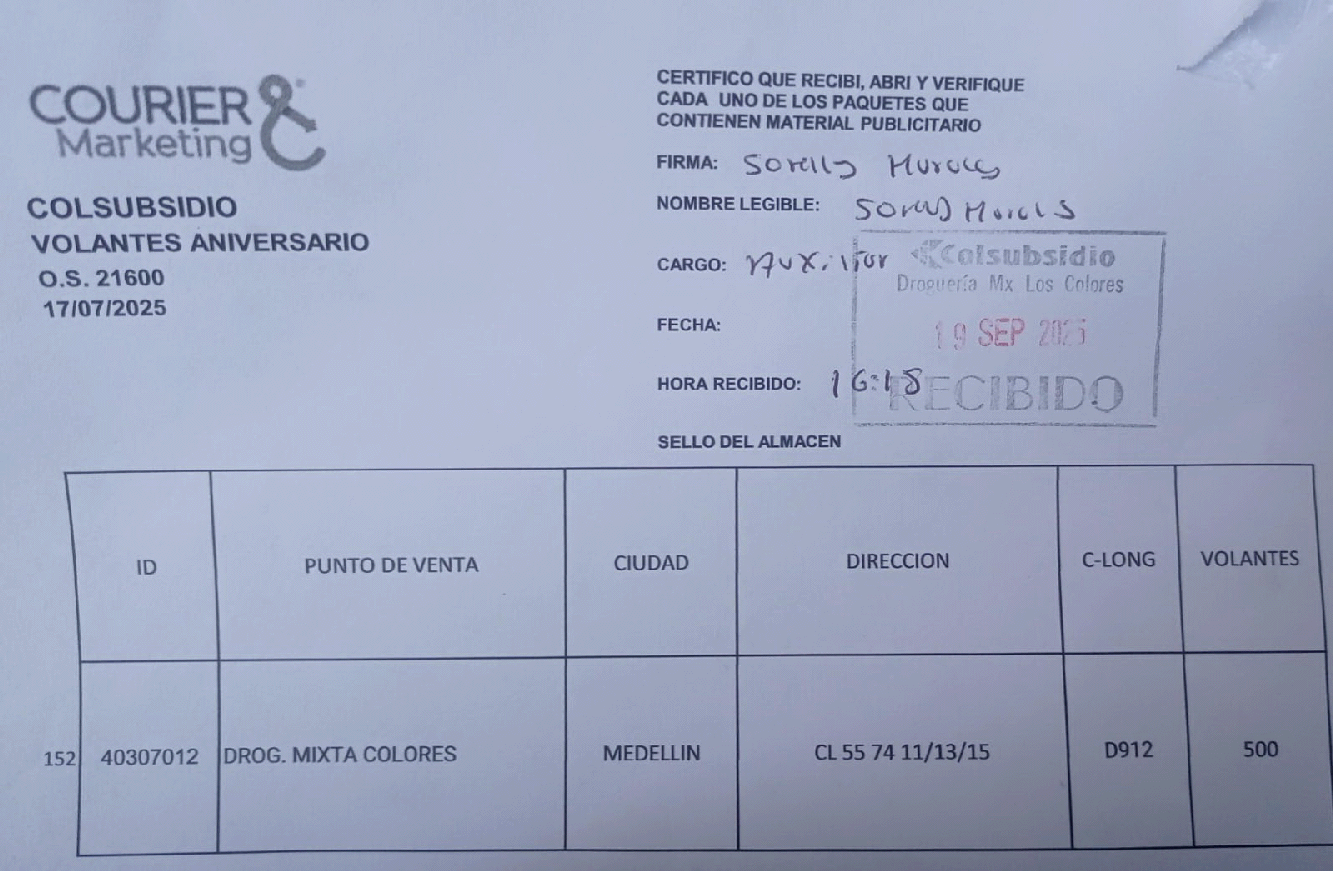 COURIER
Marketing
COLSUBSIDIO
VOLANTES ANIVERSARIO
O.S. 21600
17/07/2025
CERTIFICO QUE RECIBI, ABRI Y VERIFIQUE
CADA UNO DE LOS PAQUETES QUE
CONTIENEN MATERIAL PUBLICITARIO
FIRMA:
NOMBRE LEGIBLE:
CARGO:
FECHA:
HORA RECIBIDO: 16:18
SELLO DEL ALMACEN
Colsubsidio
Droguería Mx Los Colores
19 SEP 2025
RECIBIDO
ID PUNTO DE VENTA CIUDAD DIRECCION C-LONG VOLANTES
152 40307012 DROG. MIXTA COLORES MEDELLIN CL 55 74 11/13/15 D912 500